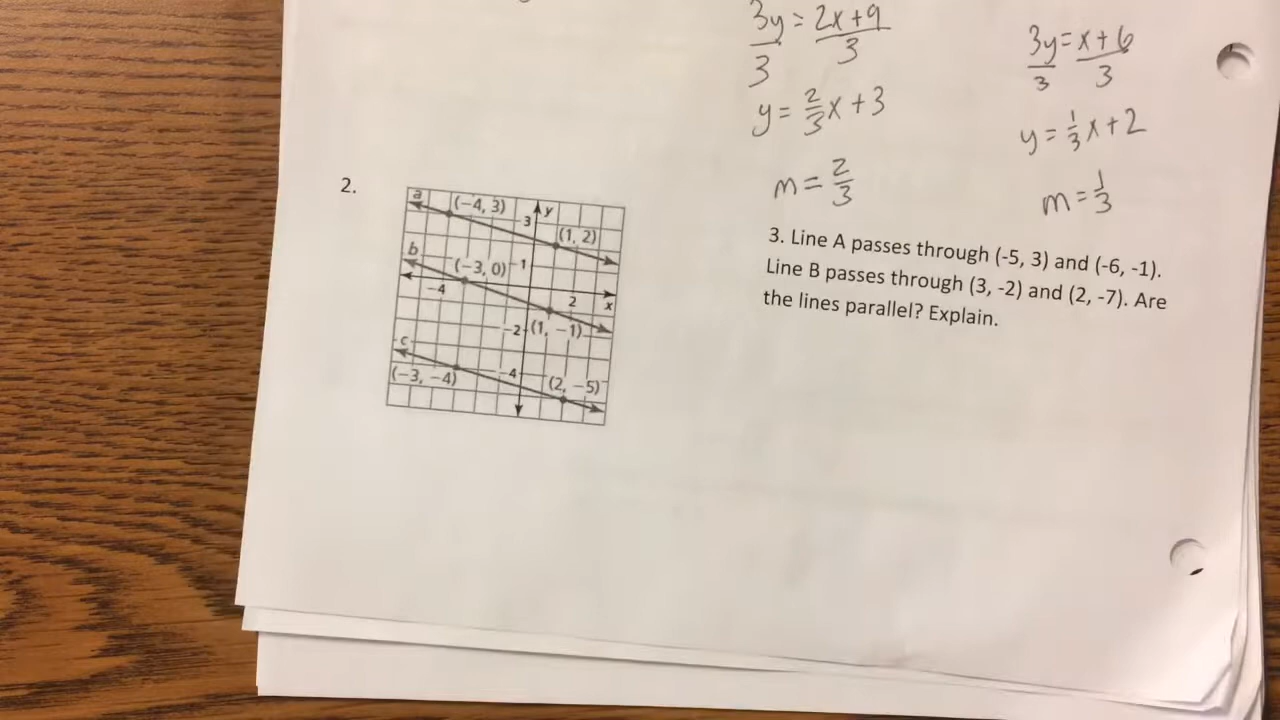 3y = 2x+9
3 3
y = 2/3 x + 3
m = 2/3
3y = x + 6
3 3
y = 1/3 x + 2
m = 1/3
2.
a (-4, 3) 3 y
(1, 2)
b (-3, 0) 1
-4 2 x
-2 (1, -1)
c
(-3, -4) -4 (2, -5)
3. Line A passes through (-5, 3) and (-6, -1).
Line B passes through (3, -2) and (2, -7). Are
the lines parallel? Explain.